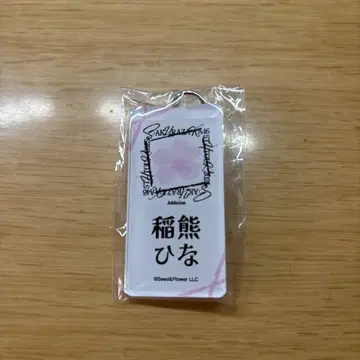 SAKURAZAKA46
Addiction
稲熊
ひな
©Seed&Flower LLC